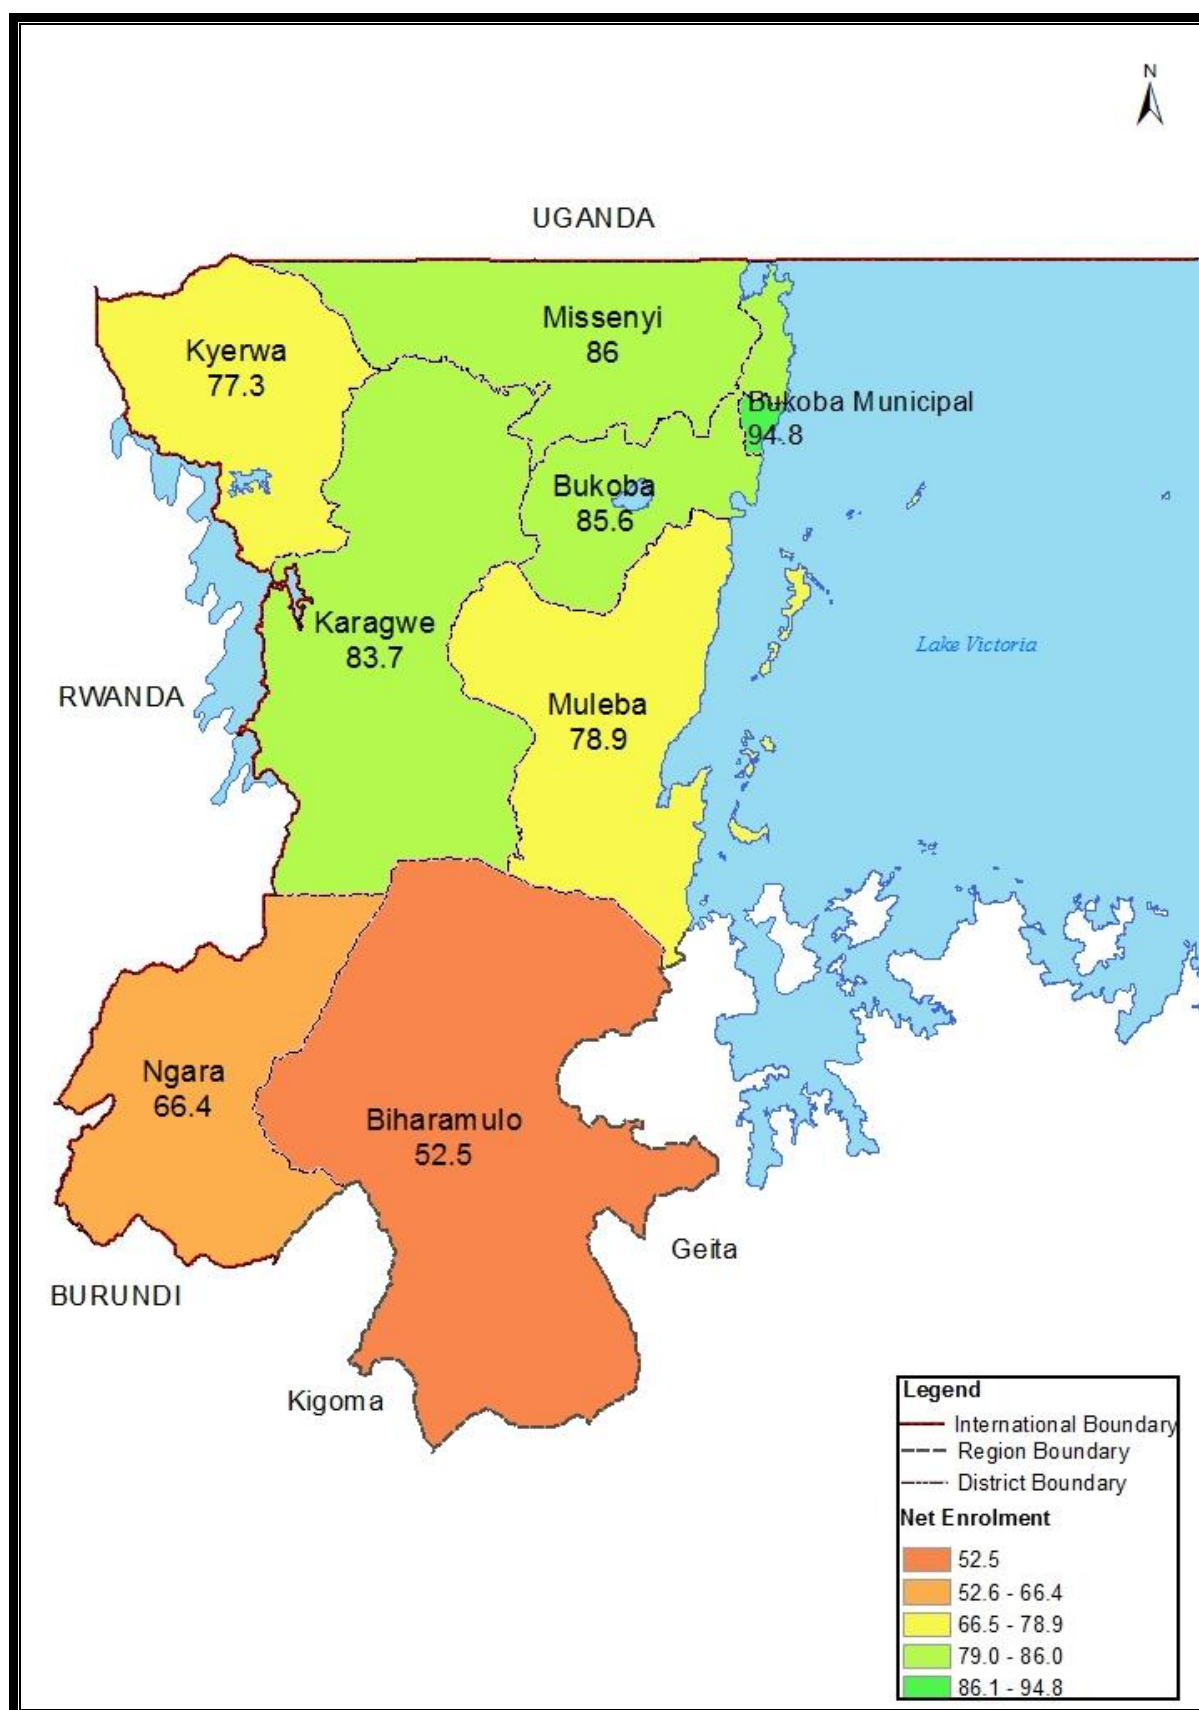 N
UGANDA
Missenyi
86
Kyerwa
77.3
Bukoba Municipal
94.8
Bukoba
85.6
Karagwe
83.7
Lake Victoria
RWANDA
Muleba
78.9
Ngara
66.4
Biharamulo
52.5
Geita
BURUNDI
Kigoma
Legend
International Boundary
Region Boundary
District Boundary
Net Enrolment
52.5
52.6 - 66.4
66.5 - 78.9
79.0 - 86.0
86.1 - 94.8